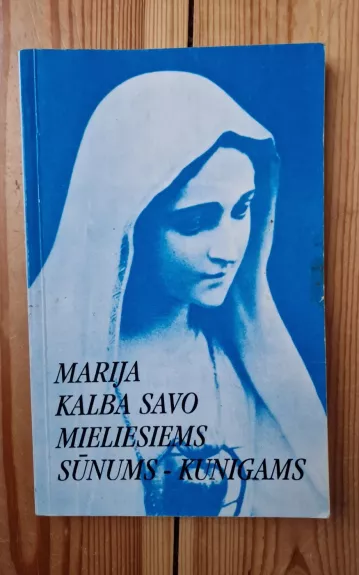 MARIJA
KALBA SAVO
MIELIESIEMS
SŪNUMS - KUNIGAMS